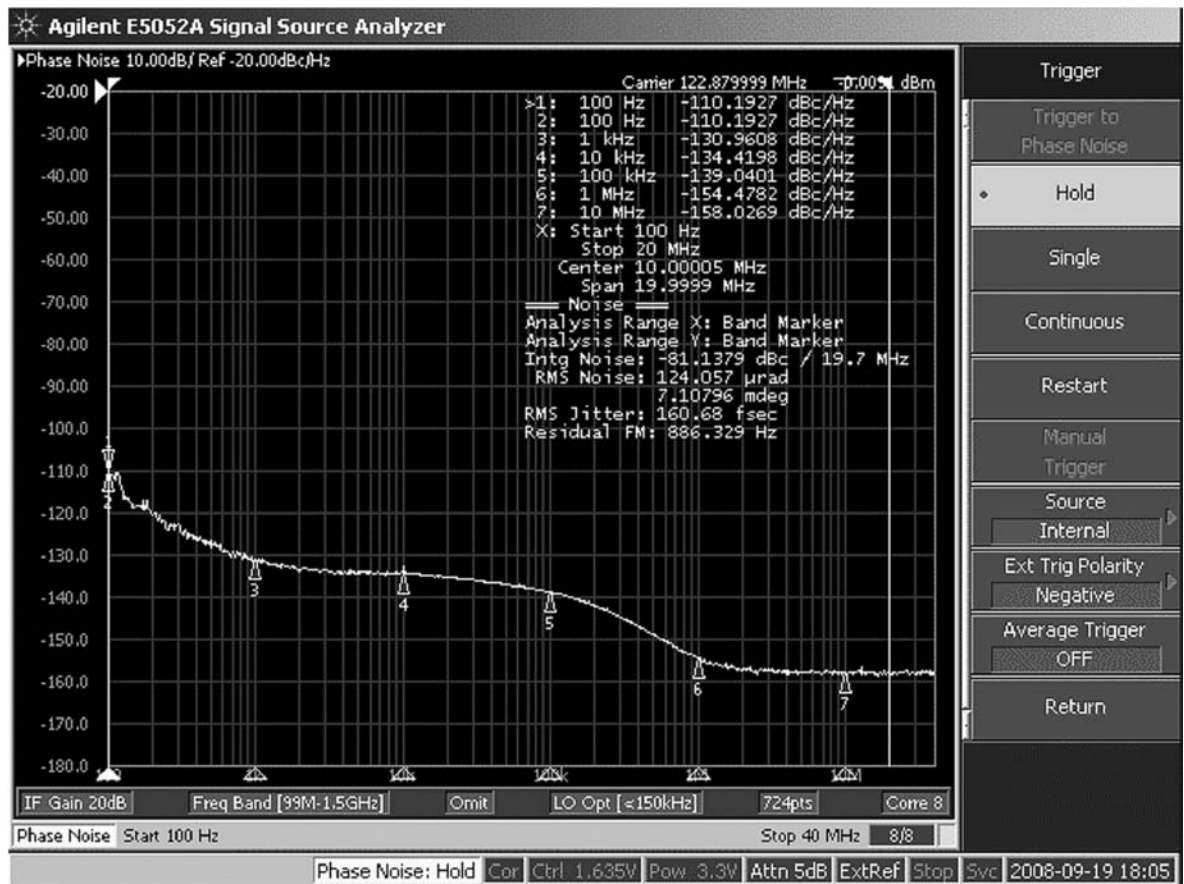 Agilent E5052A Signal Source Analyzer
Phase Noise 10.00dB/ Ref -20.00dBc/Hz
Carrier 122.879999 MHz dBm
-20.00
-30.00
-40.00
-50.00
-60.00
-70.00
-80.00
-90.00
-100.0
-110.0
-120.0
-130.0
-140.0
-150.0
-160.0
-170.0
-180.0
>1: 100 Hz -110.1927 dBc/Hz
2: 100 Hz -110.1927 dBc/Hz
3: 1 kHz -130.9608 dBc/Hz
4: 10 kHz -134.4198 dBc/Hz
5: 100 kHz -139.0401 dBc/Hz
6: 1 MHz -154.4782 dBc/Hz
7: 10 MHz -158.0269 dBc/Hz
X: Start 100 Hz
Stop 20 MHz
Center 10.00005 MHz
Span 19.9999 MHz
Noise
Analysis Range X: Band Marker
Analysis Range Y: Band Marker
Intg Noise: -81.1379 dBc / 19.7 MHz
RMS Noise: 124.057 µrad
7.10796 mdeg
RMS Jitter: 160.68 fsec
Residual FM: 886.329 Hz
2
3
4
5
6
7
IF Gain 20dB Freq Band [99M-1.5GHz] Omit LO Opt [≤150kHz] 724pts Corre 8
Phase Noise Start 100 Hz Stop 40 MHz 8/8
Trigger
Trigger to
Phase Noise
Hold
Single
Continuous
Restart
Manual
Trigger
Source
Internal
Ext Trig Polarity
Negative
Average Trigger
OFF
Return
Phase Noise: Hold Cor Ctrl 1.635V Pow 3.3V Attn 5dB ExtRef Stop Svc 2008-09-19 18:05